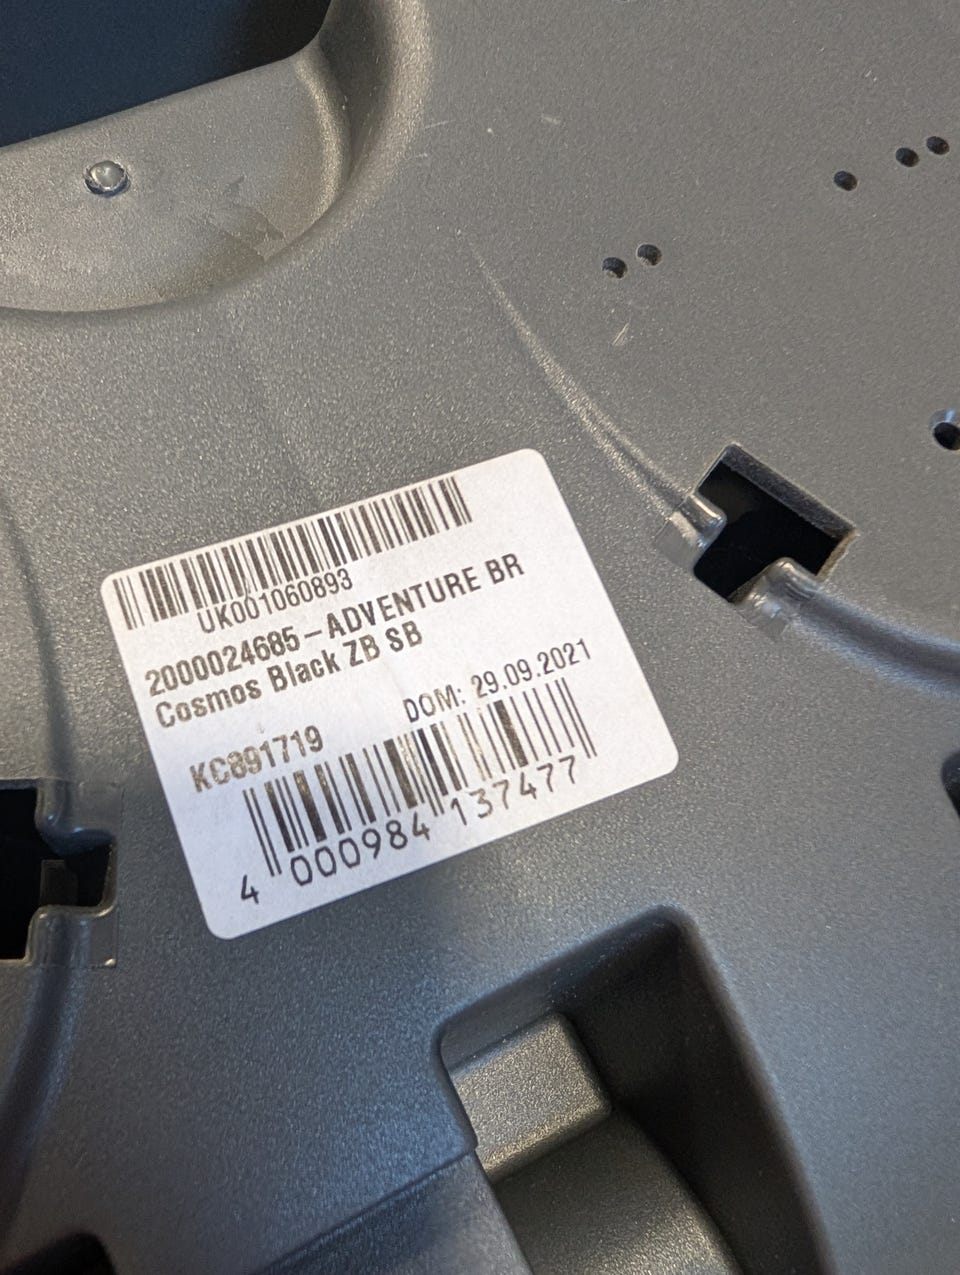 UK001060893
2000024685-ADVENTURE BR
Cosmos Black ZB SB
KC891719
DOM: 29.09.2021
4 000984 137477